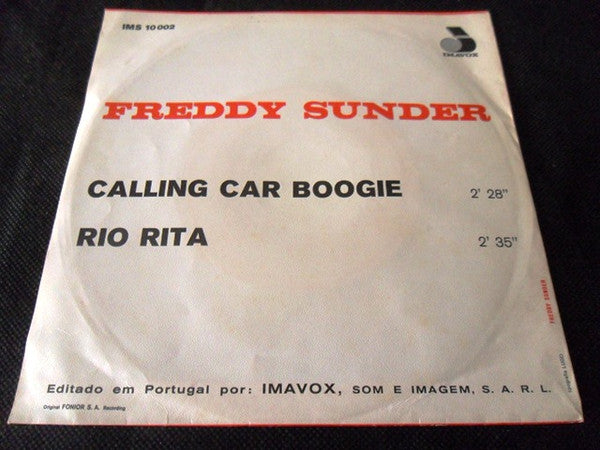 IMS 10 002
IMAVOX
FREDDY SUNDER
CALLING CAR BOOGIE 2' 28"
RIO RITA 2' 35"
FREDDY SUNDER
Editado em Portugal por: IMAVOX, SOM E IMAGEM, S. A. R. L.
Original FONIOR S. A. Recording